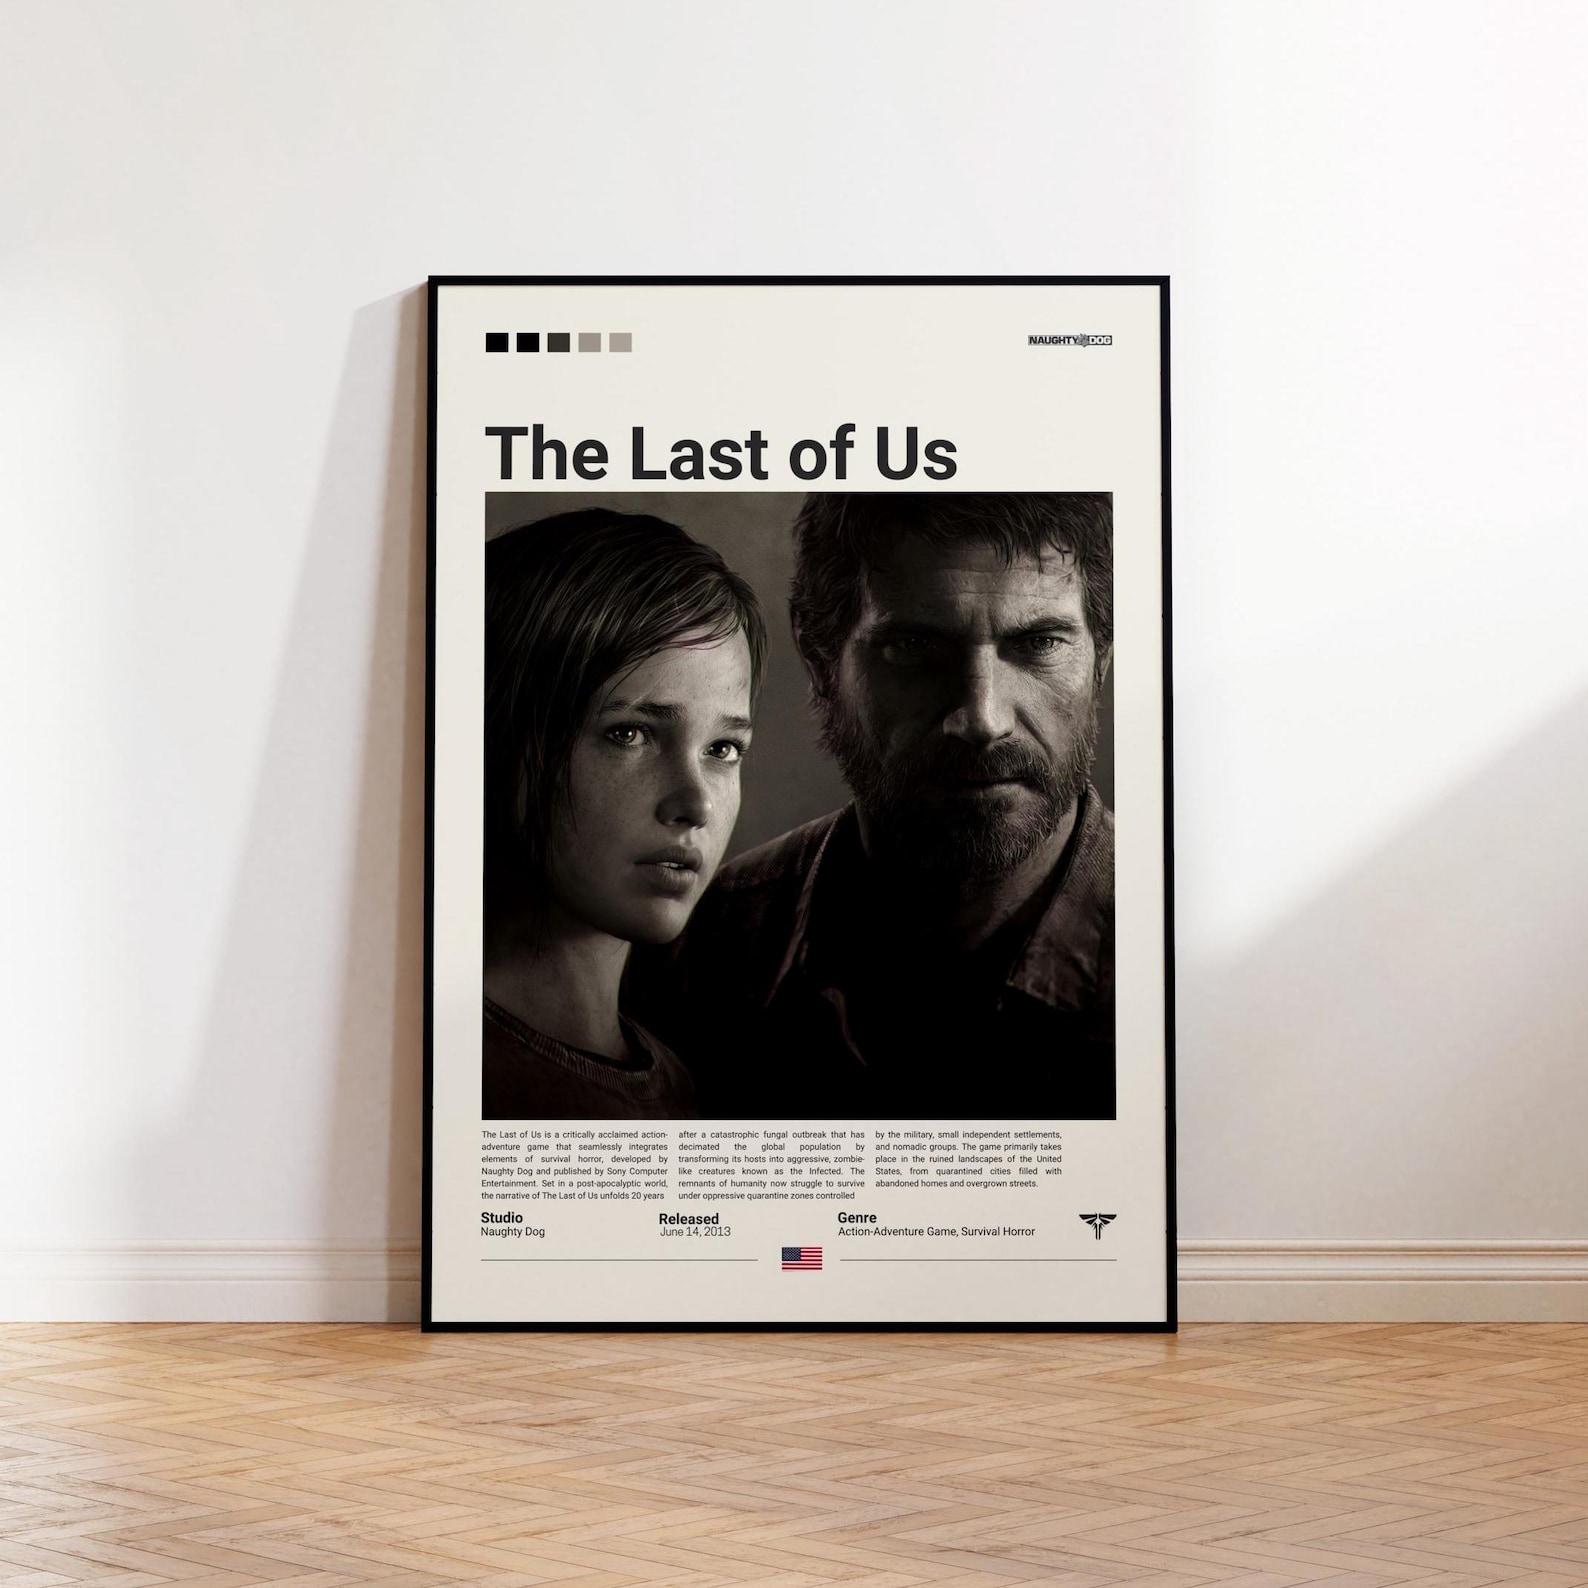 NAUGHTY DOG
The Last of Us
The Last of Us is a critically acclaimed action-
adventure game that seamlessly integrates
elements of survival horror, developed by
Naughty Dog and published by Sony Computer
Entertainment. Set in a post-apocalyptic world,
the narrative of The Last of Us unfolds 20 years
after a catastrophic fungal outbreak that has
decimated the global population by
transforming its hosts into aggressive, zombie-
like creatures known as the Infected. The
remnants of humanity now struggle to survive
under oppressive quarantine zones controlled
by the military, small independent settlements,
and nomadic groups. The game primarily takes
place in the ruined landscapes of the United
States, from quarantined cities filled with
abandoned homes and overgrown streets.
Studio
Naughty Dog
Released
June 14, 2013
Genre
Action-Adventure Game, Survival Horror